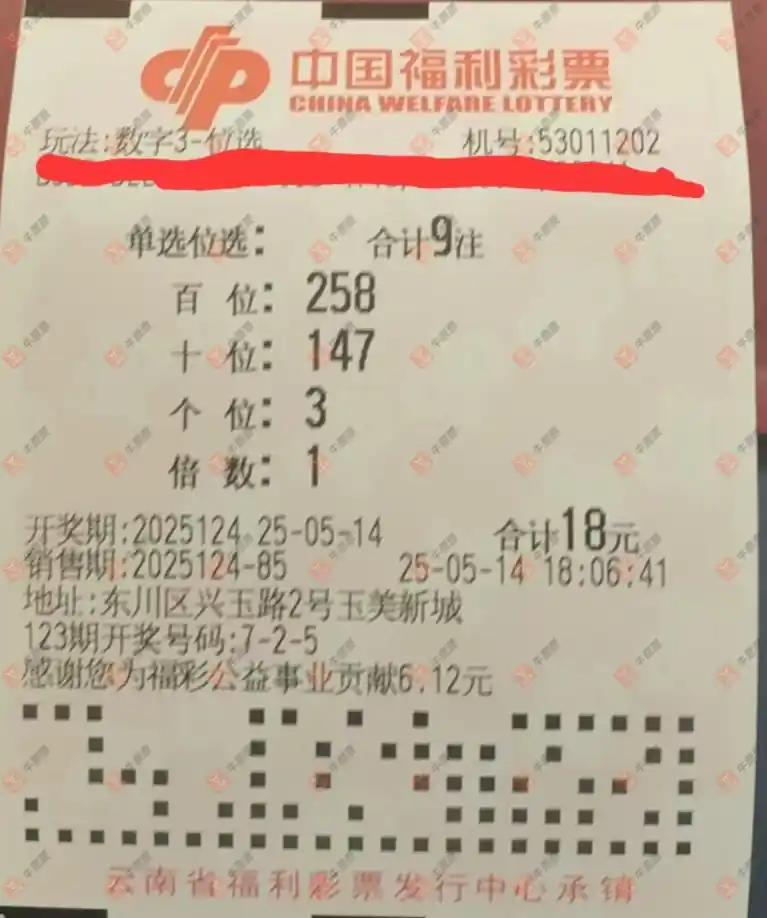 中国福利彩票
CHINA WELFARE LOTTERY
玩法:数字3-位选 机号:53011202
单选位选: 合计9注
百 位: 258
十 位: 147
个 位: 3
倍 数: 1
开奖期:2025124 25-05-14 合计18元
销售期:2025124-85 25-05-14 18:06:41
地址:东川区兴玉路2号玉美新城
123期开奖号码:7-2-5
感谢您为福彩公益事业贡献6.12元
云南省福利彩票发行中心承销